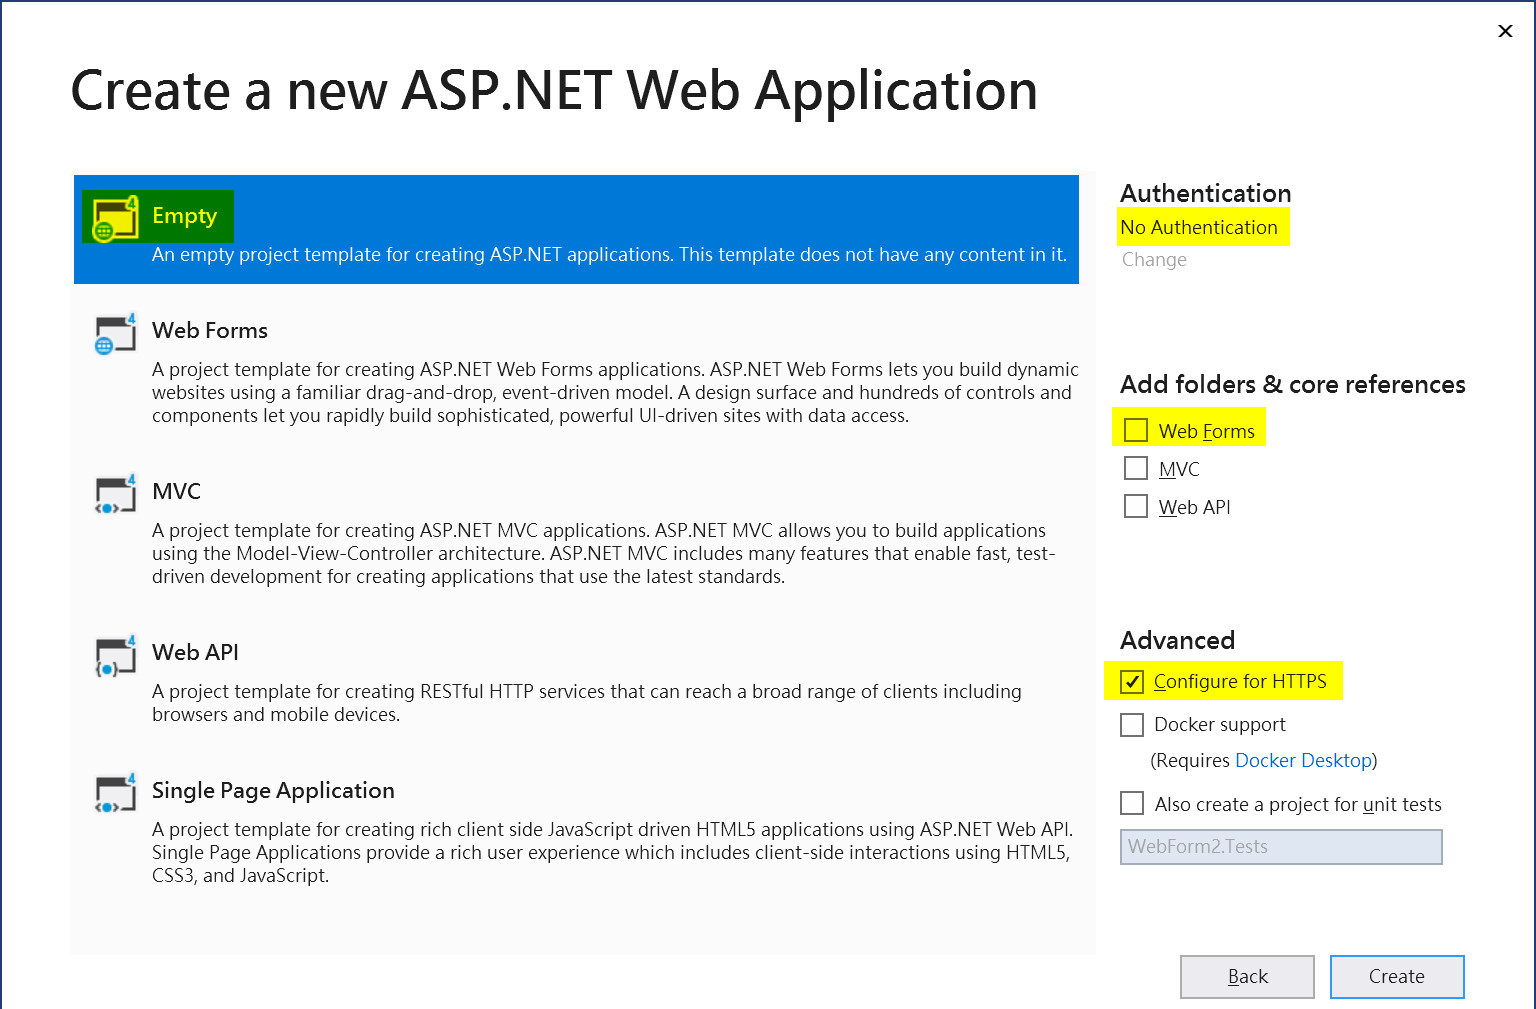 Create a new ASP.NET Web Application
Empty
An empty project template for creating ASP.NET applications. This template does not have any content in it.
Web Forms
A project template for creating ASP.NET Web Forms applications. ASP.NET Web Forms lets you build dynamic
websites using a familiar drag-and-drop, event-driven model. A design surface and hundreds of controls and
components let you rapidly build sophisticated, powerful UI-driven sites with data access.
MVC
A project template for creating ASP.NET MVC applications. ASP.NET MVC allows you to build applications
using the Model-View-Controller architecture. ASP.NET MVC includes many features that enable fast, test-
driven development for creating applications that use the latest standards.
Web API
A project template for creating RESTful HTTP services that can reach a broad range of clients including
browsers and mobile devices.
Single Page Application
A project template for creating rich client side JavaScript driven HTML5 applications using ASP.NET Web API.
Single Page Applications provide a rich user experience which includes client-side interactions using HTML5,
CSS3, and JavaScript.
Authentication
No Authentication
Change
Add folders & core references
Web Forms
MVC
Web API
Advanced
Configure for HTTPS
Docker support
(Requires Docker Desktop)
Also create a project for unit tests
WebForm2.Tests
Back
Create